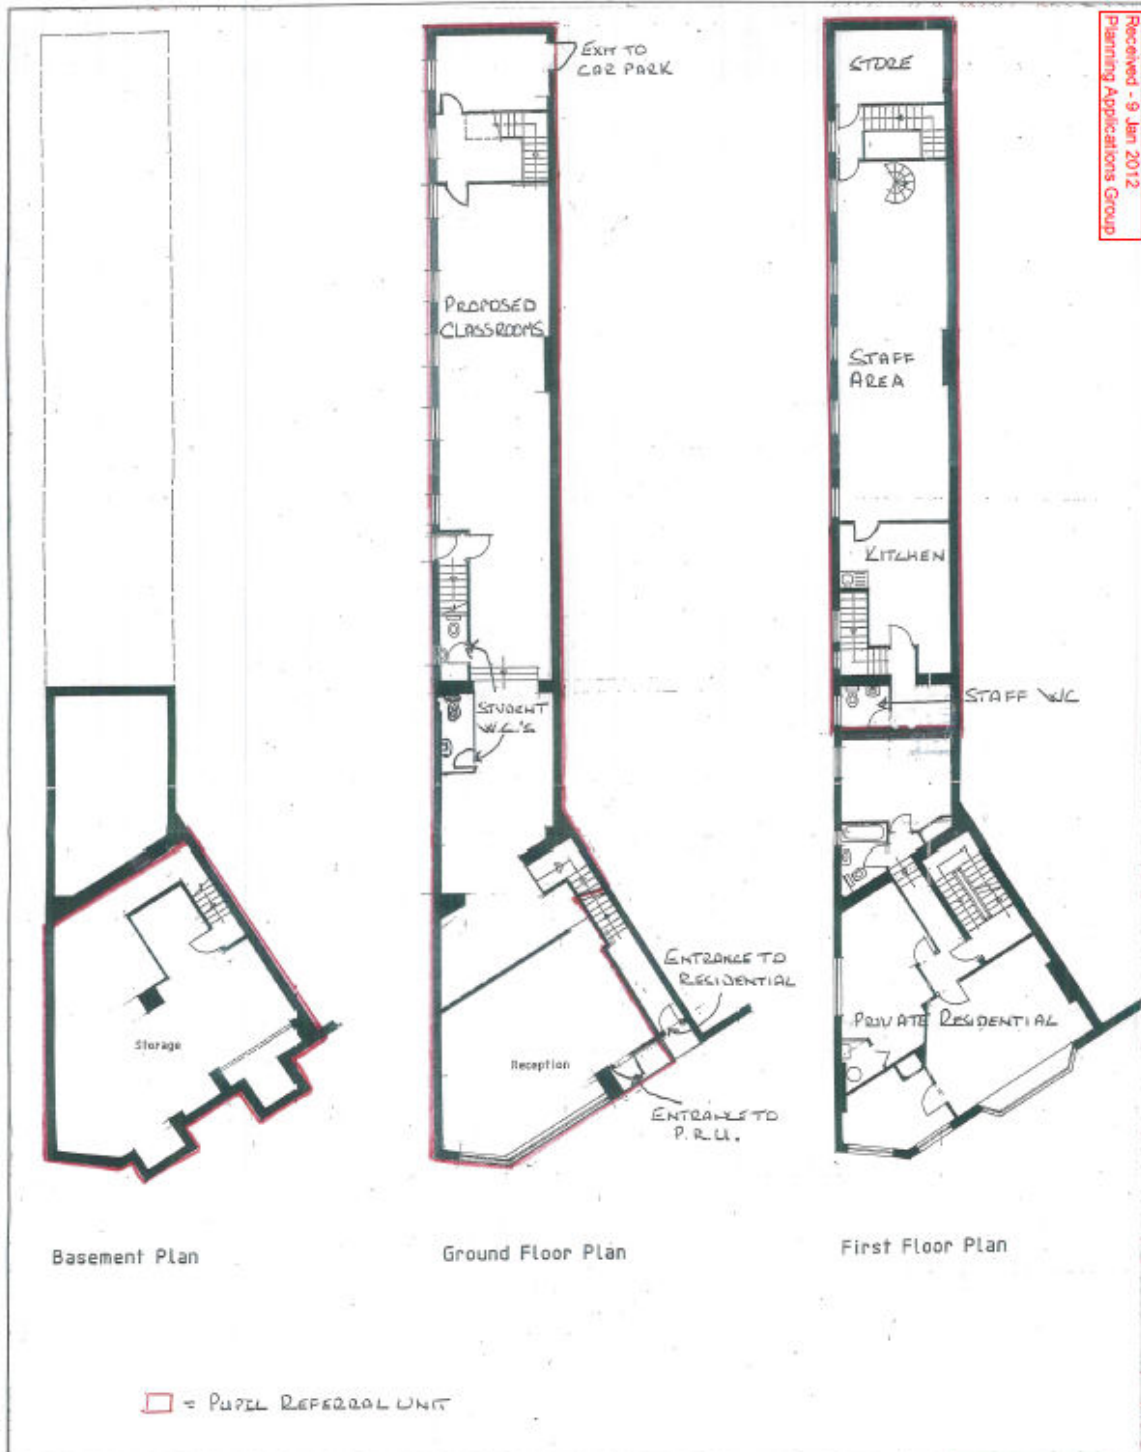 Received - 9 Jan 2012
Planning Applications Group
EXIT TO
CAR PARK
STORE
PROPOSED
CLASSROOMS
STAFF
AREA
KITCHEN
STUDENT
W.C.'S
STAFF WC
ENTRANCE TO
RESIDENTIAL
PRIVATE RESIDENTIAL
Storage
Reception
ENTRANCE TO
P.R.U.
Basement Plan
Ground Floor Plan
First Floor Plan
= PUPIL REFERRAL UNIT